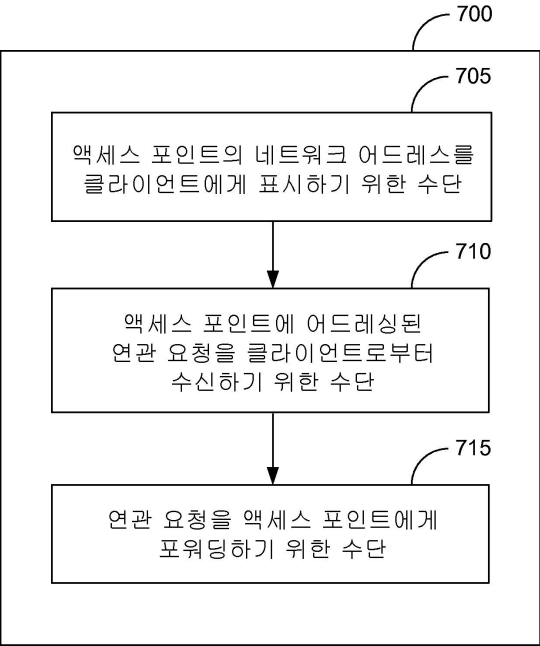 700
705
액세스 포인트의 네트워크 어드레스를
클라이언트에게 표시하기 위한 수단
710
액세스 포인트에 어드레싱된
연관 요청을 클라이언트로부터
수신하기 위한 수단
715
연관 요청을 액세스 포인트에게
포워딩하기 위한 수단